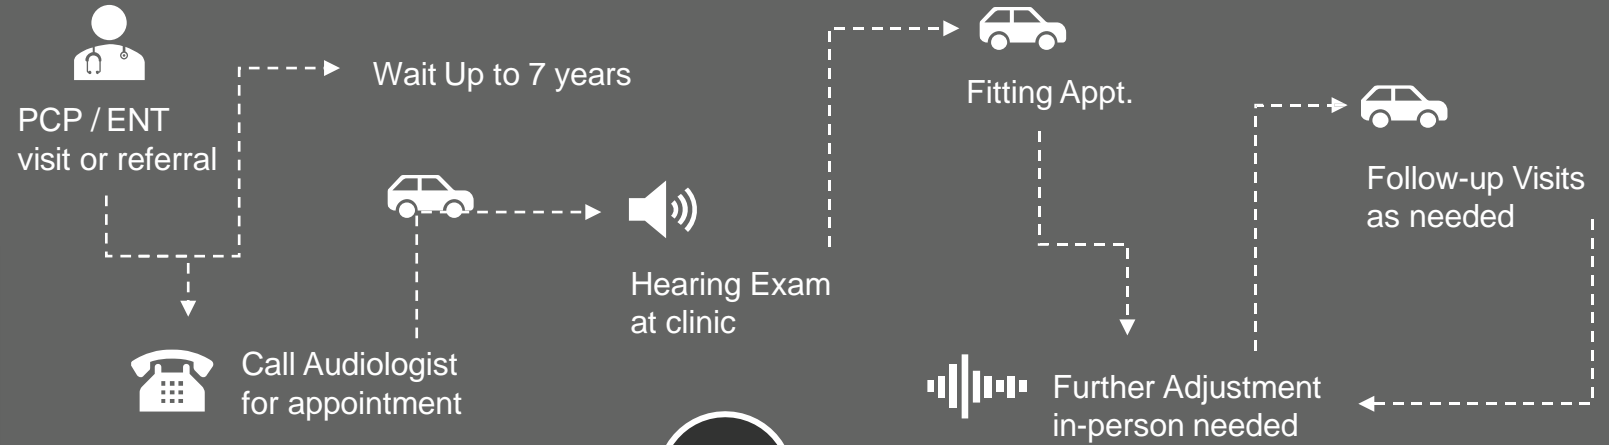 PCP / ENT
visit or referral
Wait Up to 7 years
Call Audiologist
for appointment
Hearing Exam
at clinic
Fitting Appt.
Further Adjustment
in-person needed
Follow-up Visits
as needed